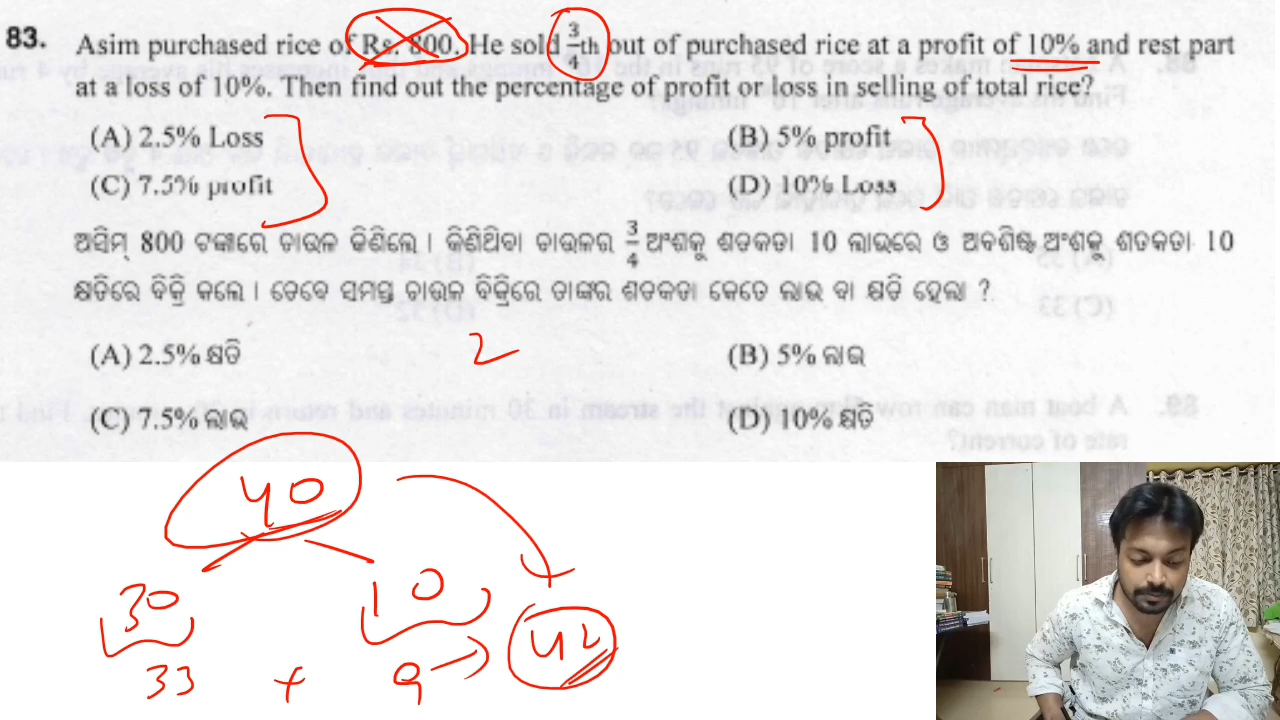 83. Asim purchased rice of Rs. 800. He sold 3/4 th out of purchased rice at a profit of 10% and rest part
at a loss of 10%. Then find out the percentage of profit or loss in selling of total rice?
(A) 2.5% Loss (B) 5% profit
(C) 7.5% profit (D) 10% Loss
ଅସିମ୍ 800 ଟଙ୍କାରେ ଚାଉଳ କିଣିଲେ । କିଣିଥିବା ଚାଉଳର 3/4 ଅଂଶକୁ ଶତକଡା 10 ଲାଭରେ ଓ ଅବଶିଷ୍ଟ ଅଂଶକୁ ଶତକଡା 10
କ୍ଷତିରେ ବିକ୍ରି କଲେ । ତେବେ ସମସ୍ତ ଚାଉଳ ବିକ୍ରିରେ ତାଙ୍କର ଶତକଡା କେତେ ଲାଭ ବା କ୍ଷତି ହେଲା ?
2
(A) 2.5% କ୍ଷତି (B) 5% ଲାଭ
(C) 7.5% ଲାଭ (D) 10% କ୍ଷତି
40
30 10
33 + 9 → 42